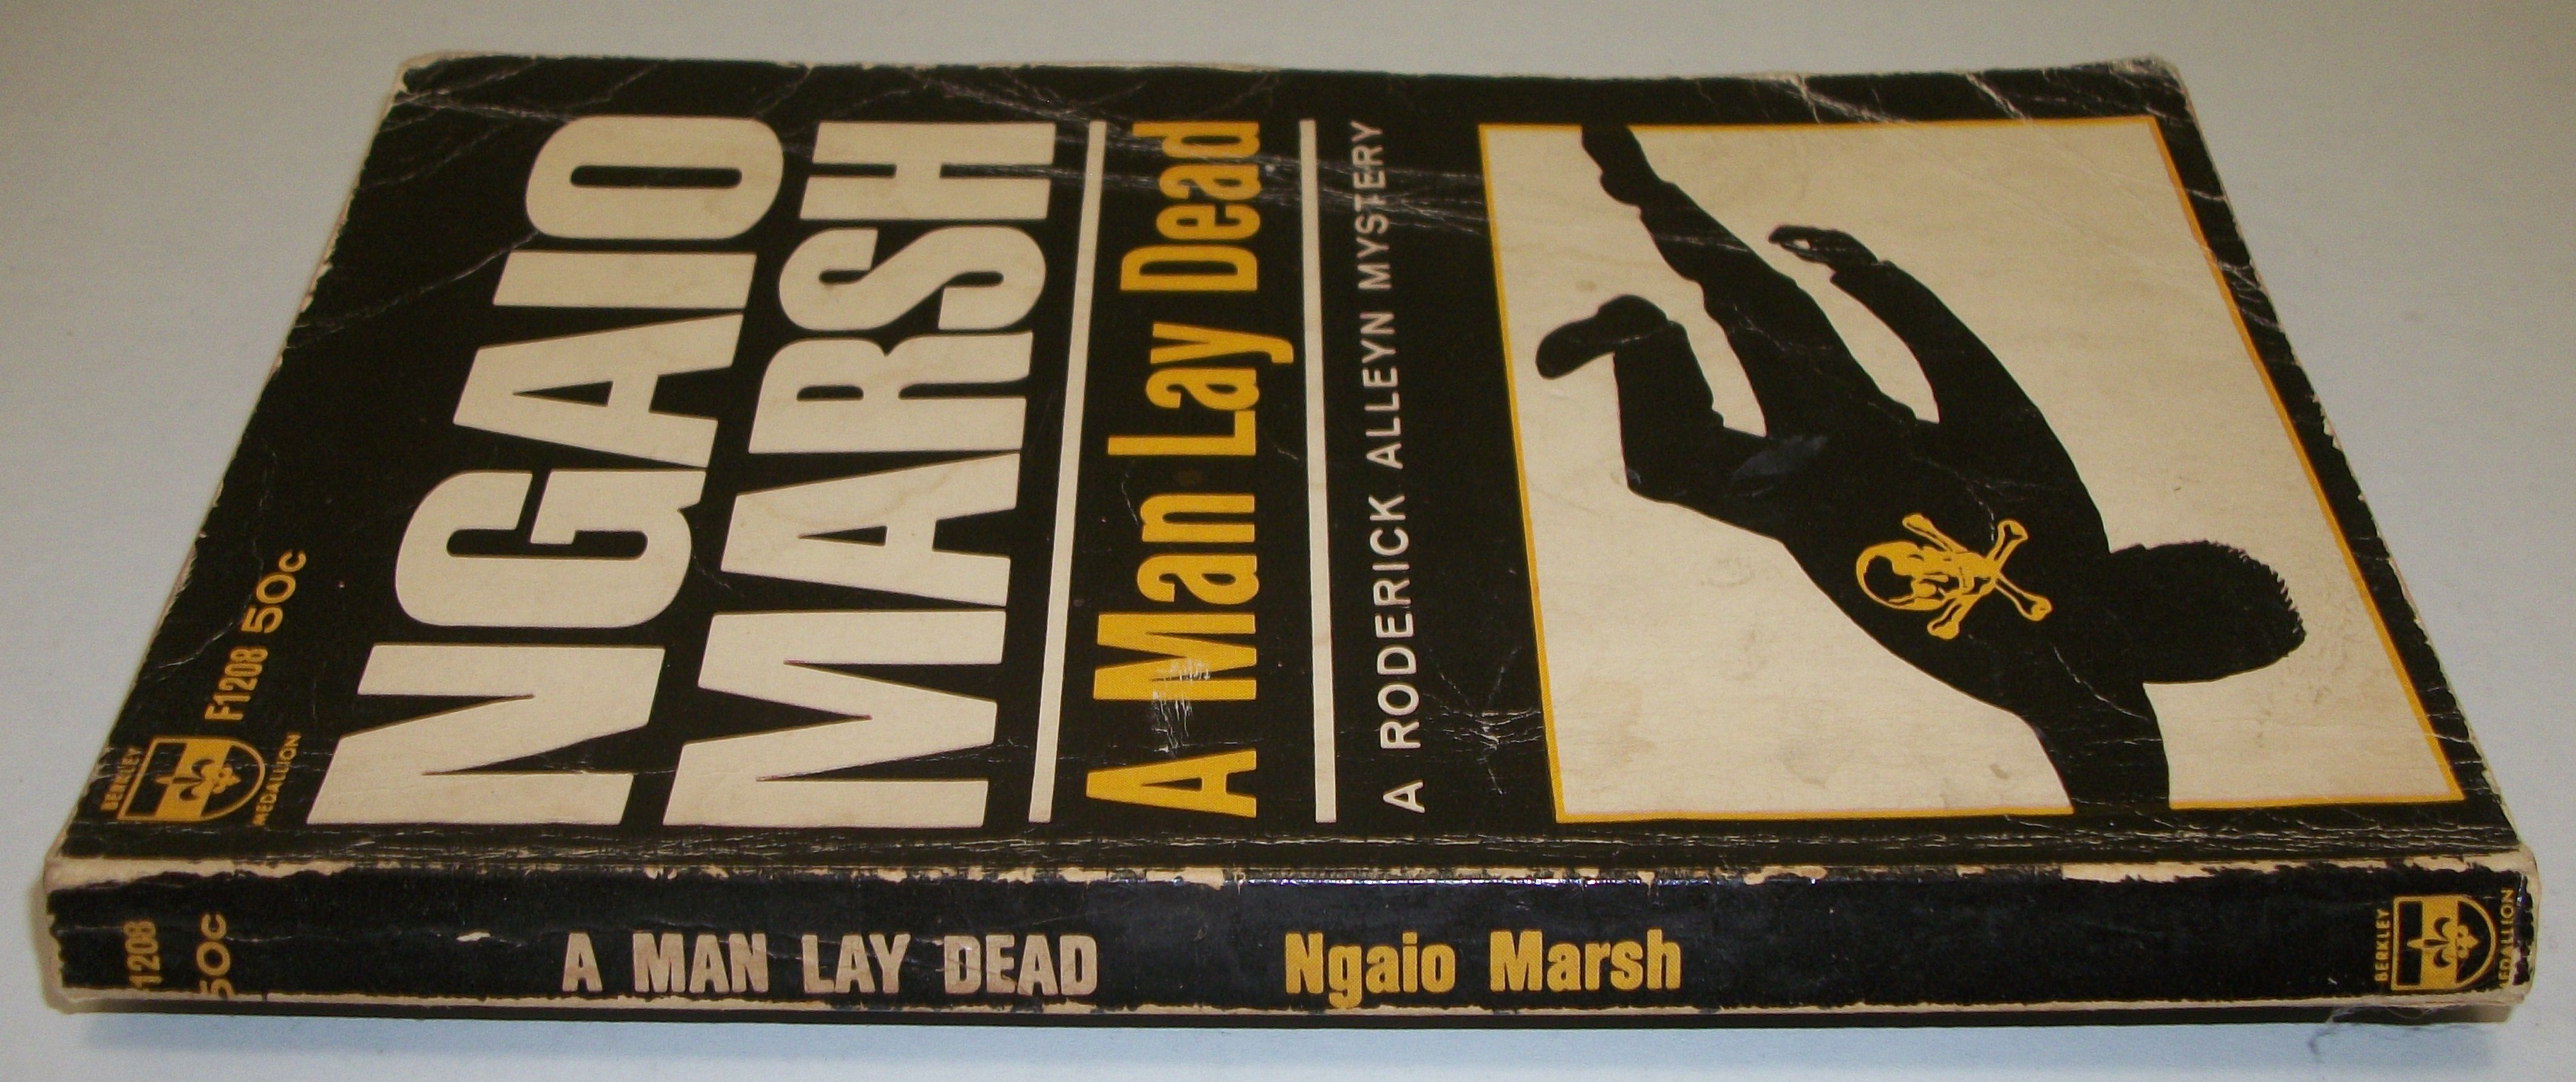 BERKLEY
MEDALLION
F1208 50c
NGAIO
MARSH
A Man Lay Dead
A RODERICK ALLEYN MYSTERY
1208
50c
A MAN LAY DEAD
Ngaio Marsh
BERKLEY
EDALLION